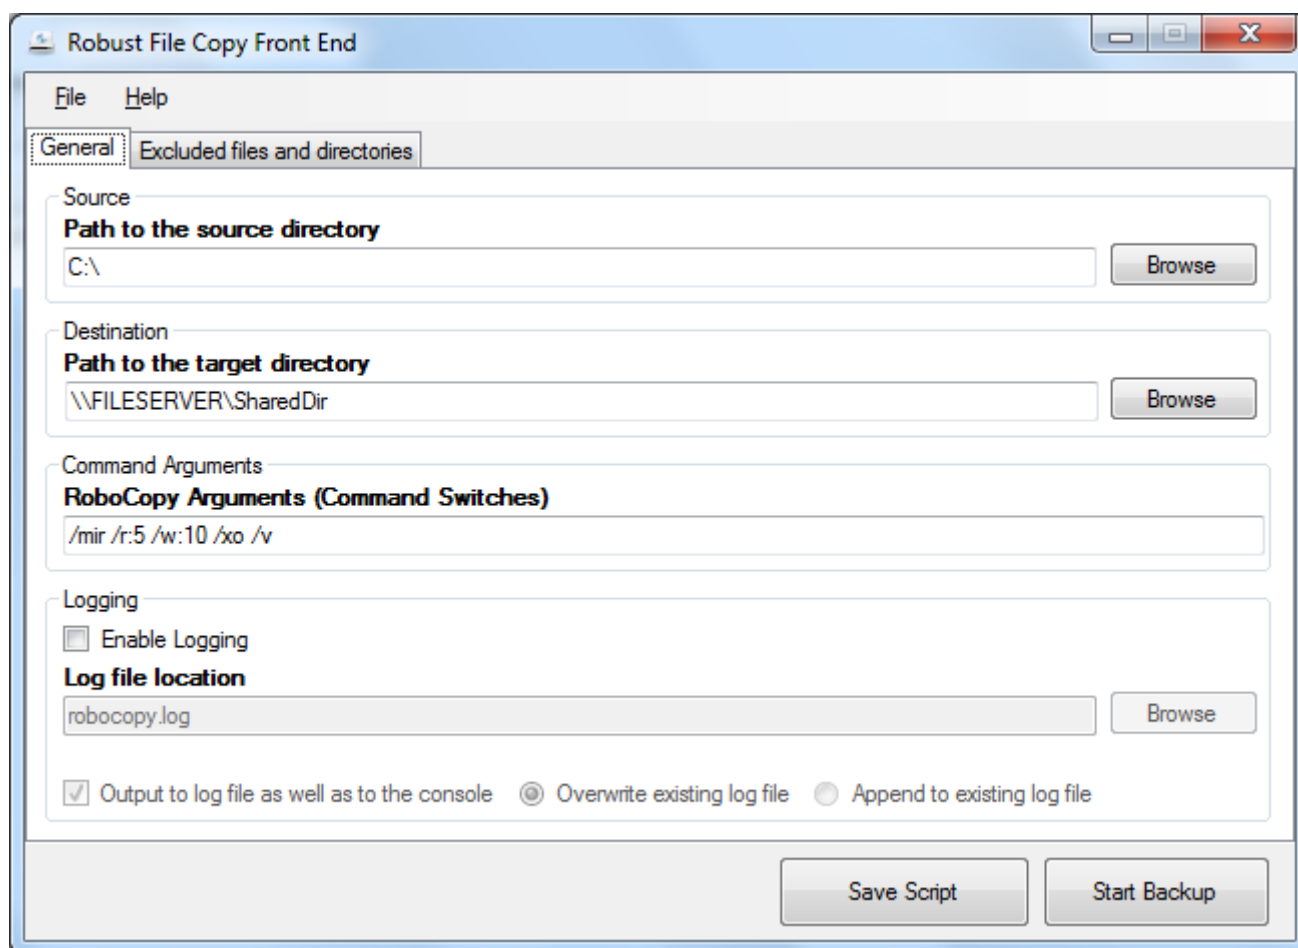 Robust File Copy Front End
File Help
General Excluded files and directories
Source
Path to the source directory
C:\ Browse
Destination
Path to the target directory
\\FILESERVER\SharedDir Browse
Command Arguments
RoboCopy Arguments (Command Switches)
/mir /r:5 /w:10 /xo /v
Logging
Enable Logging
Log file location
robocopy.log Browse
Output to log file as well as to the console Overwrite existing log file Append to existing log file
Save Script Start Backup